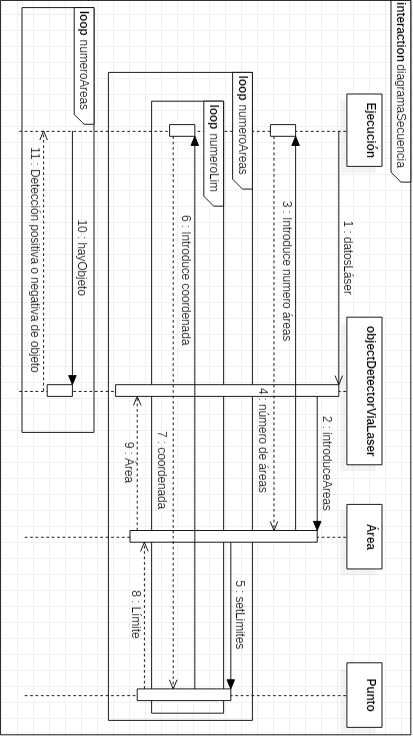 interaction diagramaSecuencia
Ejecución
objectDetectorViaLaser
Área
Punto
1 : datosLáser
2 : introduceAreas
3 : Introduce numero áreas
4 : número de áreas
loop numeroAreas
loop numeroLim
5 : setLimites
6 : Introduce coordenada
7 : coordenada
8 : Límite
9 : Área
loop numeroAreas
10 : hayObjeto
11 : Detección positiva o negativa de objeto